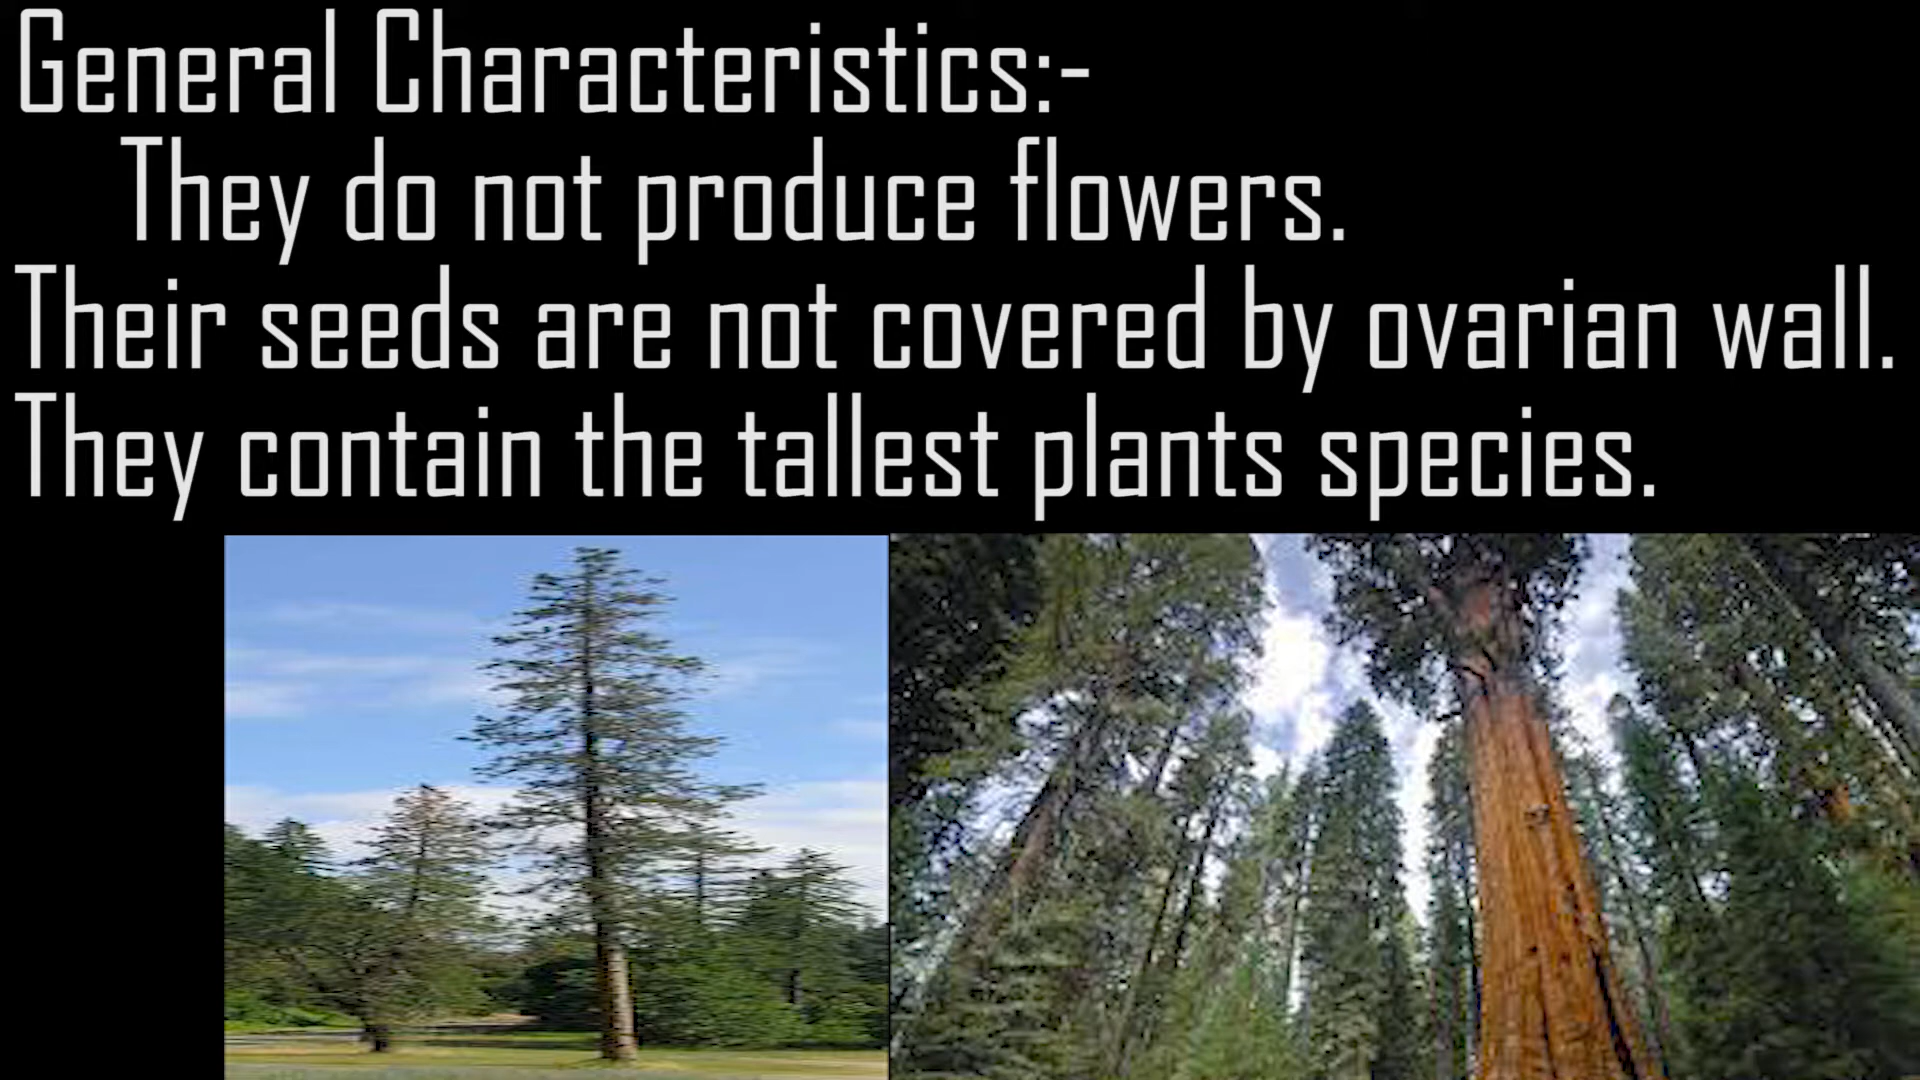 General Characteristics:-
They do not produce flowers.
Their seeds are not covered by ovarian wall.
They contain the tallest plants species.